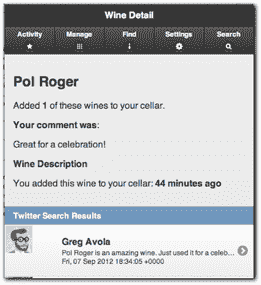 Wine Detail
Activity Manage Find Settings Search
Pol Roger
Added 1 of these wines to your cellar.
Your comment was:
Great for a celebration!
Wine Description
You added this wine to your cellar: 44 minutes ago
Twitter Search Results
Greg Avola
Pol Roger is an amazing wine. Just used it for a celeb...
Fri, 07 Sep 2012 18:34:05 +0000